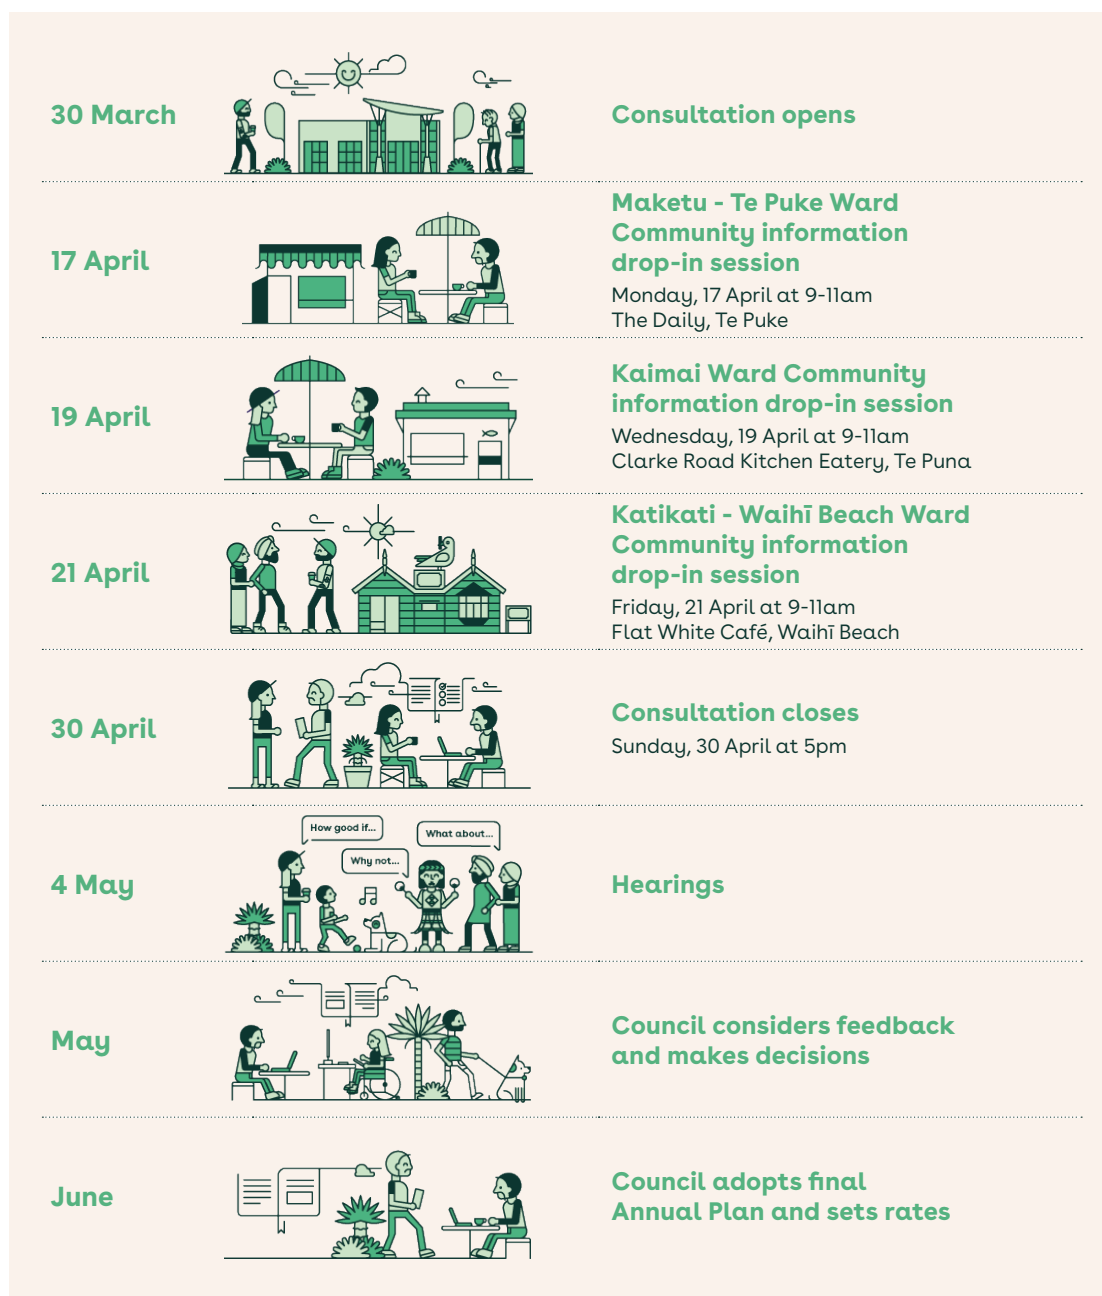 30 March
Consultation opens
17 April
Maketu - Te Puke Ward
Community information
drop-in session
Monday, 17 April at 9-11am
The Daily, Te Puke
19 April
Kaimai Ward Community
information drop-in session
Wednesday, 19 April at 9-11am
Clarke Road Kitchen Eatery, Te Puna
21 April
Katikati - Waihī Beach Ward
Community information
drop-in session
Friday, 21 April at 9-11am
Flat White Café, Waihī Beach
30 April
Consultation closes
Sunday, 30 April at 5pm
4 May
How good if...
What about...
Why not...
Hearings
May
Council considers feedback
and makes decisions
June
Council adopts final
Annual Plan and sets rates